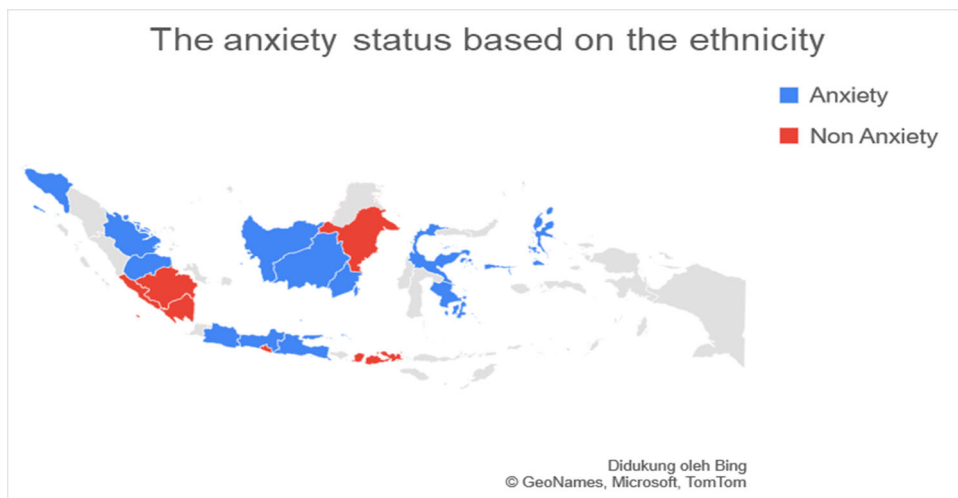 The anxiety status based on the ethnicity
Anxiety
Non Anxiety
Didukung oleh Bing
© GeoNames, Microsoft, TomTom